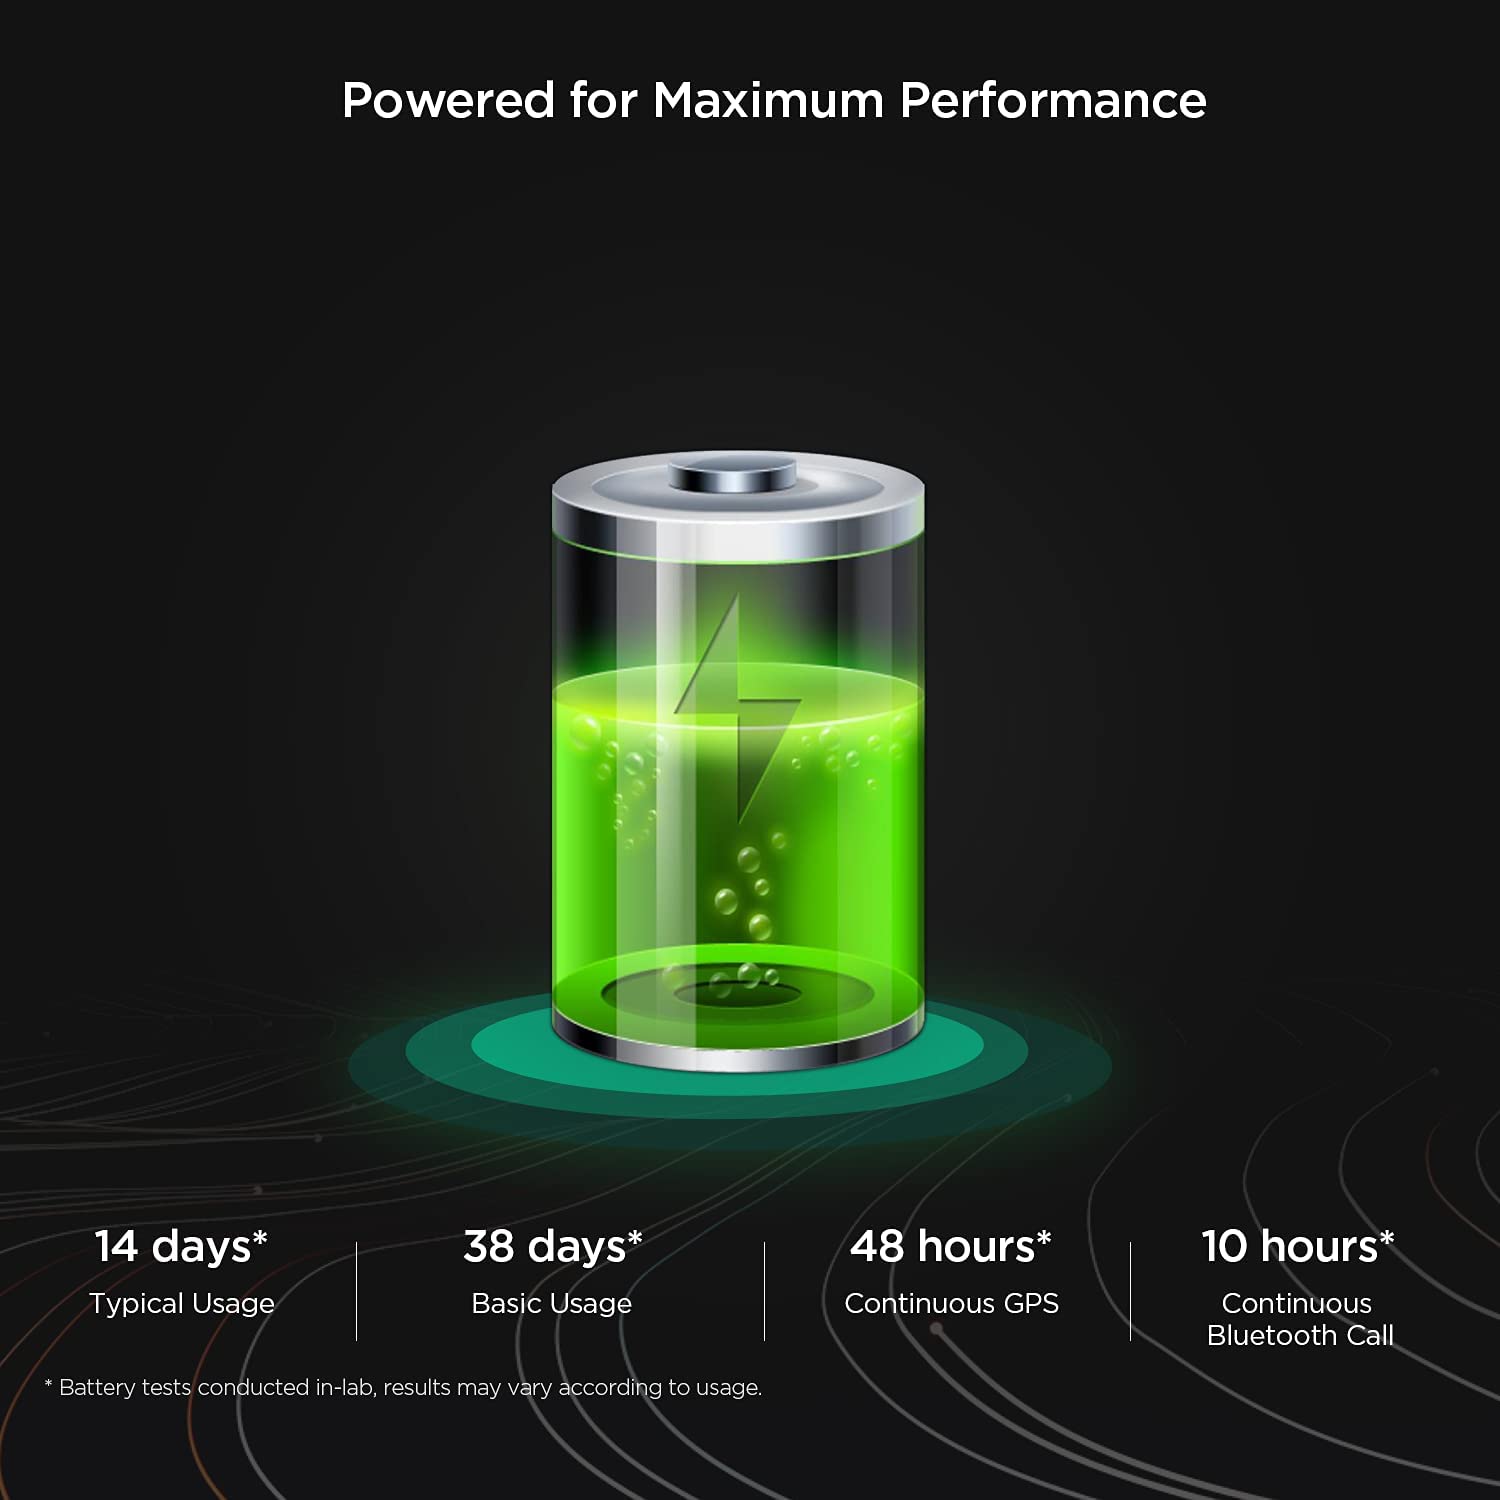 Powered for Maximum Performance
14 days*
Typical Usage
38 days*
Basic Usage
48 hours*
Continuous GPS
10 hours*
Continuous
Bluetooth Call
* Battery tests conducted in-lab, results may vary according to usage.